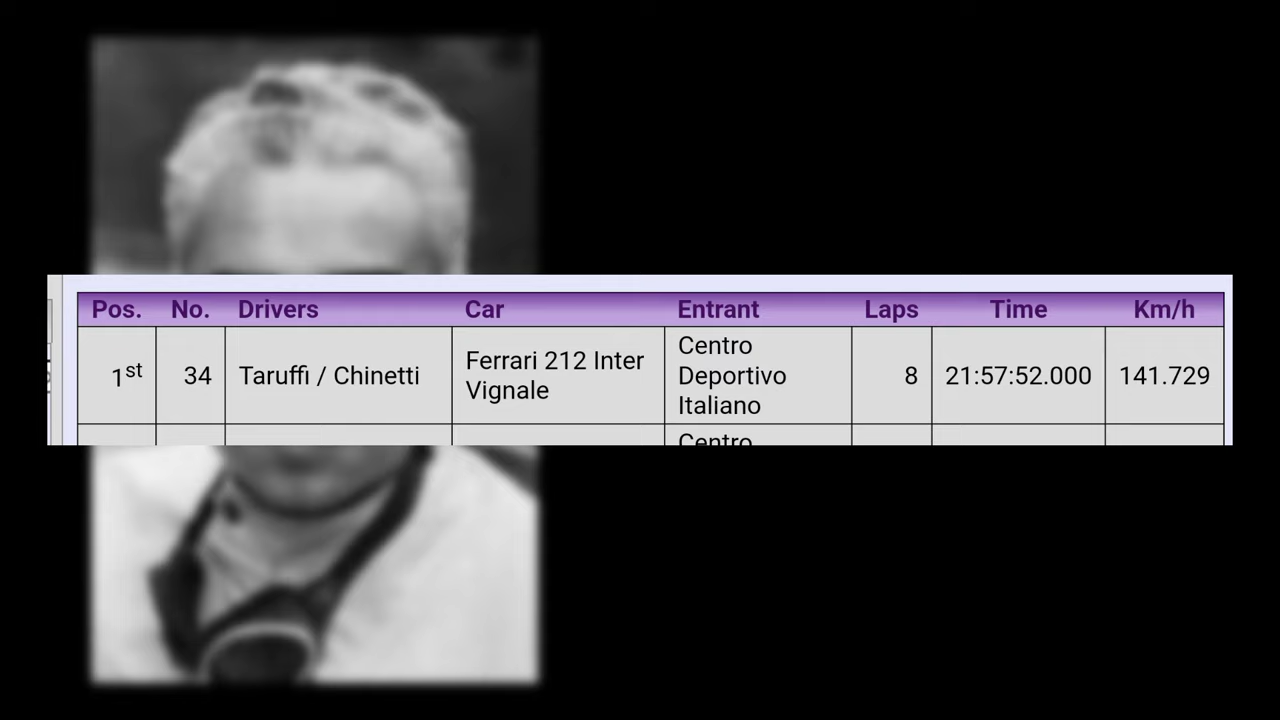 Pos. No. Drivers Car Entrant Laps Time Km/h
1st 34 Taruffi / Chinetti Ferrari 212 Inter Vignale Centro Deportivo Italiano 8 21:57:52.000 141.729
Centro